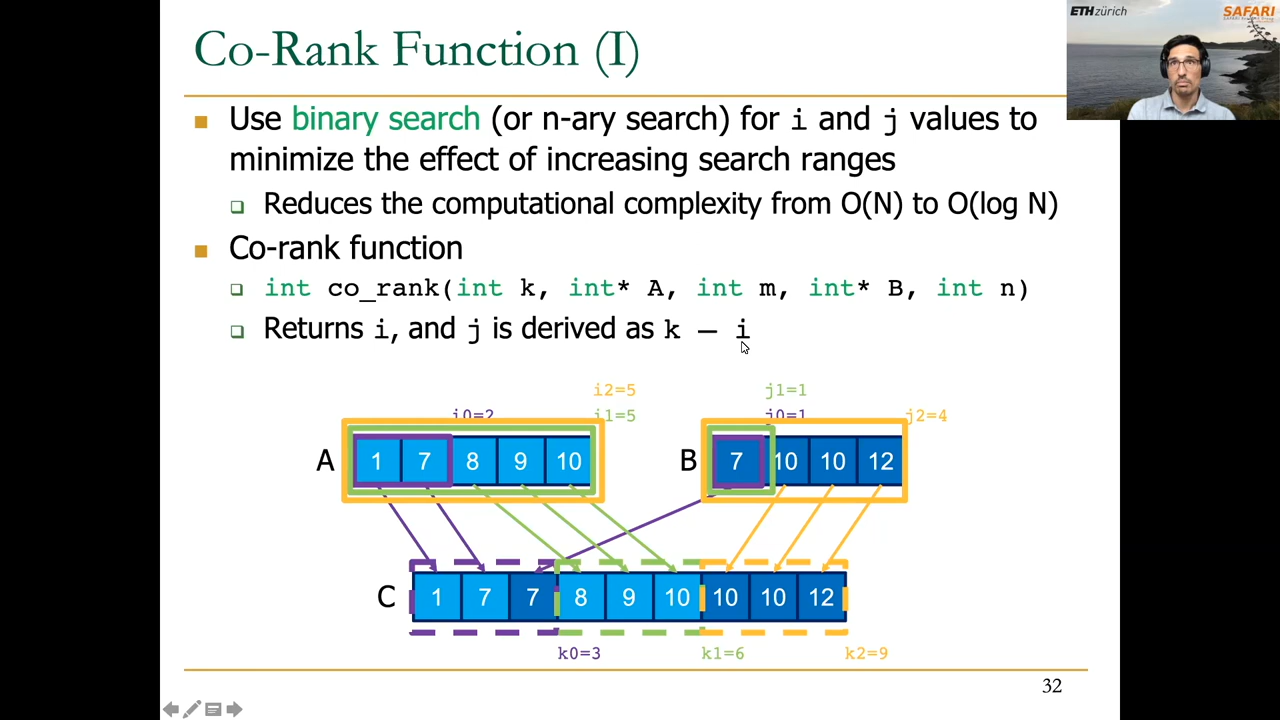 Co-Rank Function (I)
ETHzürich
SAFARI
Use binary search (or n-ary search) for i and j values to
minimize the effect of increasing search ranges
Reduces the computational complexity from O(N) to O(log N)
Co-rank function
int co_rank(int k, int* A, int m, int* B, int n)
Returns i, and j is derived as k – i
i2=5 j1=1
i0=2 i1=5 j0=1 j2=4
A 1 7 8 9 10 B 7 10 10 12
C 1 7 7 8 9 10 10 10 12
k0=3 k1=6 k2=9
32